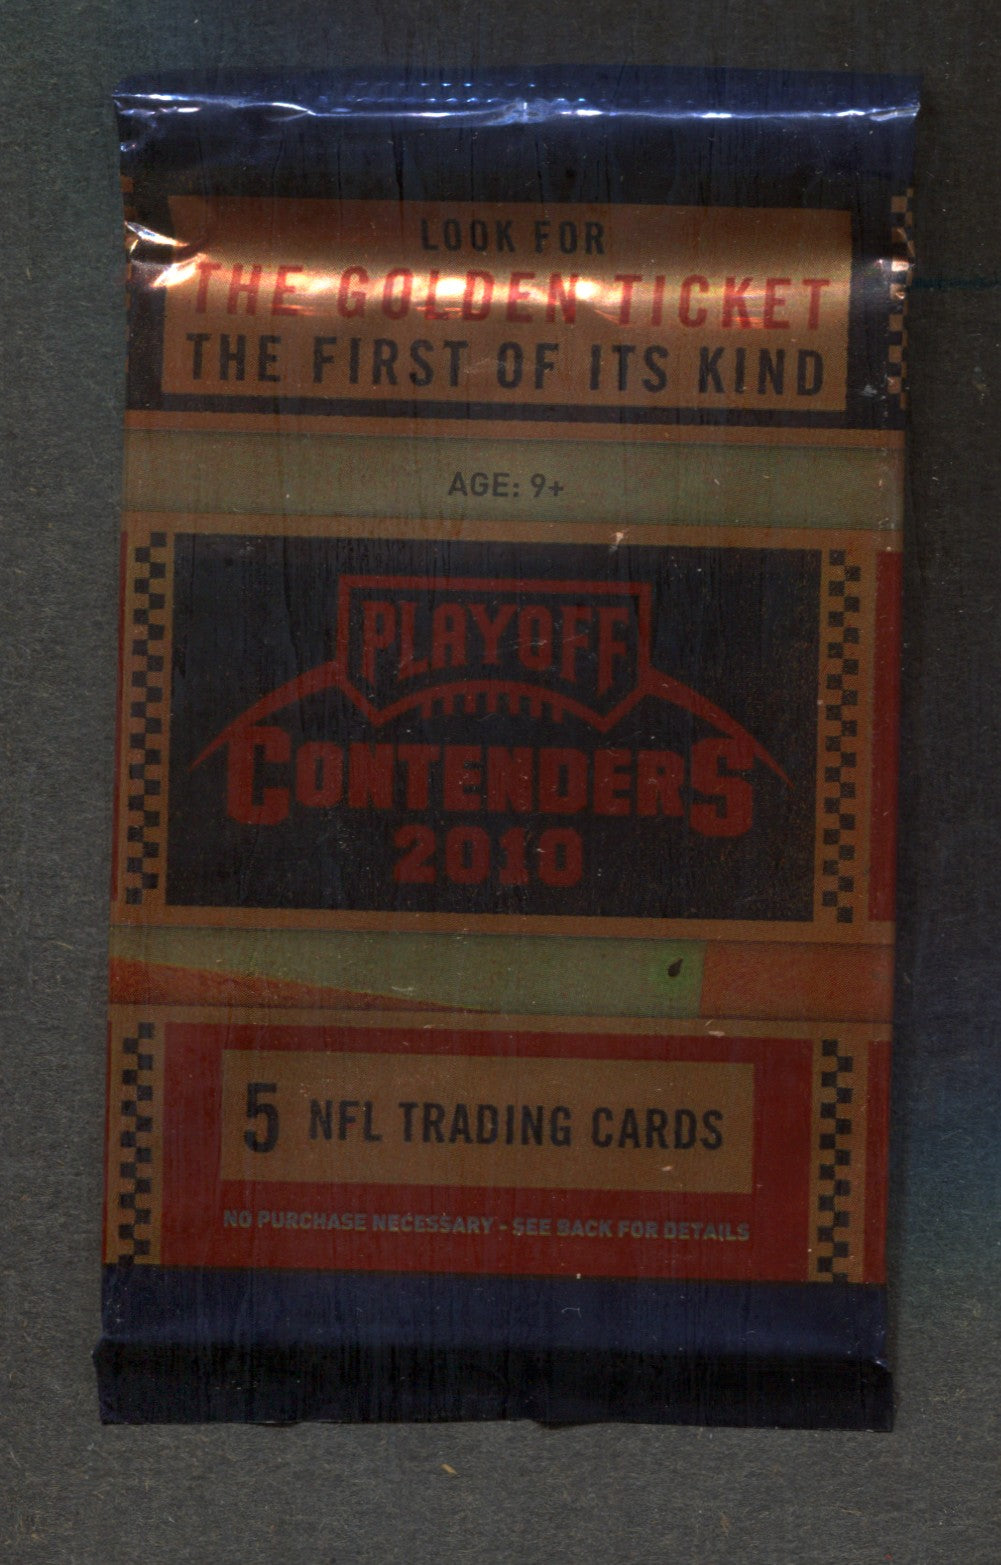 LOOK FOR
THE GOLDEN TICKET
THE FIRST OF ITS KIND
AGE: 9+
PLAYOFF
CONTENDERS
2010
5 NFL TRADING CARDS
NO PURCHASE NECESSARY - SEE BACK FOR DETAILS